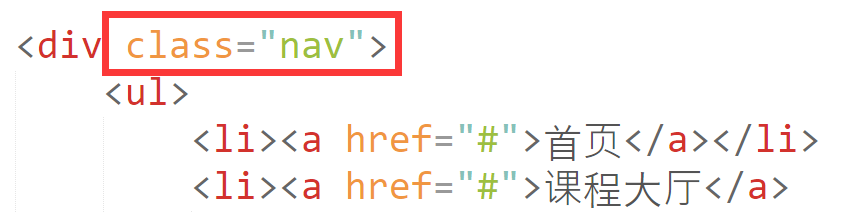 <div class="nav">
<ul>
<li><a href="#">首页</a></li>
<li><a href="#">课程大厅</a>